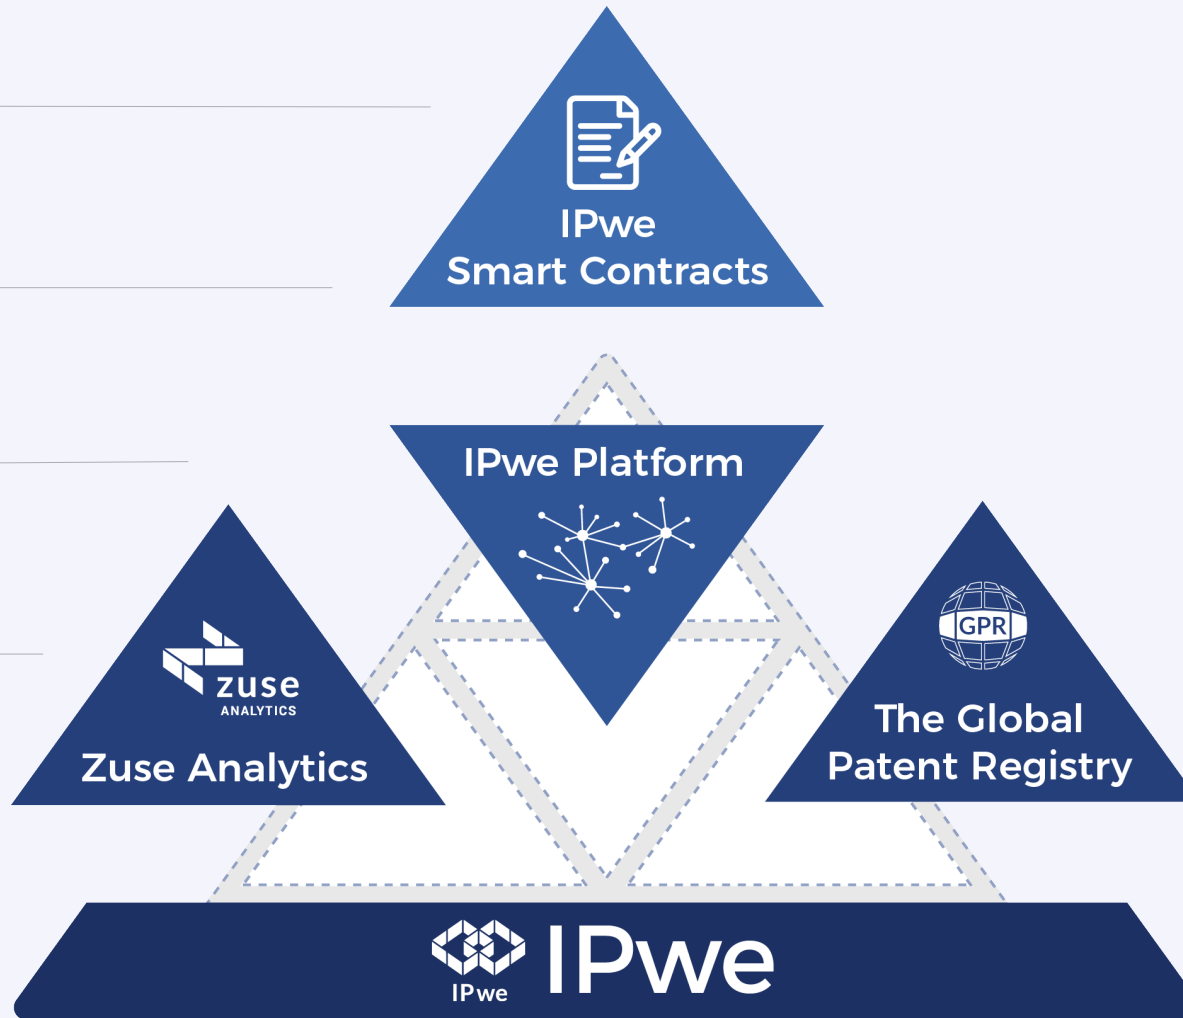 IPwe
Smart Contracts
IPwe Platform
zuse
ANALYTICS
Zuse Analytics
GPR
The Global
Patent Registry
IPwe
IPwe